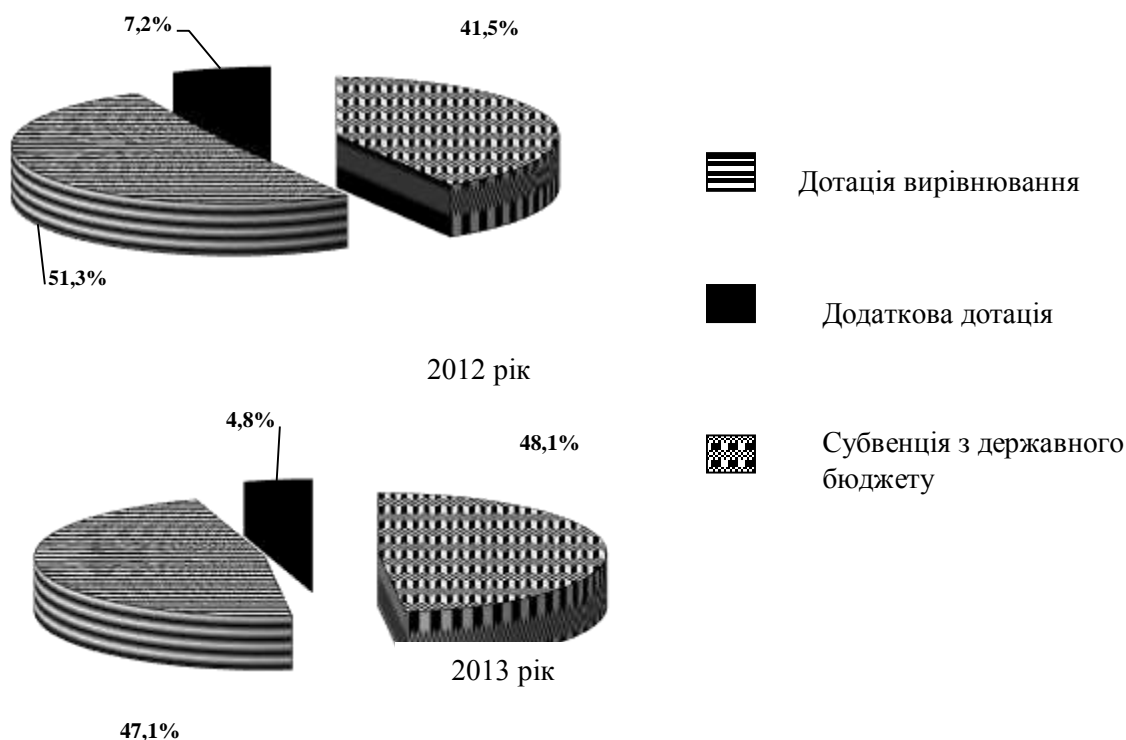 7,2%
41,5%
51,3%
2012 рік
4,8%
48,1%
2013 рік
47,1%
Дотація вирівнювання
Додаткова дотація
Субвенція з державного
бюджету